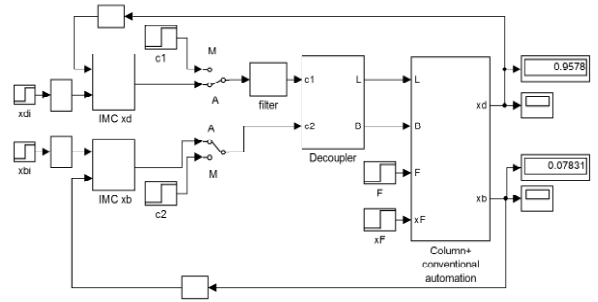 c1
M
A
xdi
IMC xd
filter
c1
c2
Decoupler
L
B
L
B
F
xF
xd
xb
0.9578
0.07831
xbi
IMC xb
A
M
c2
F
xF
Column+
conventional
automation